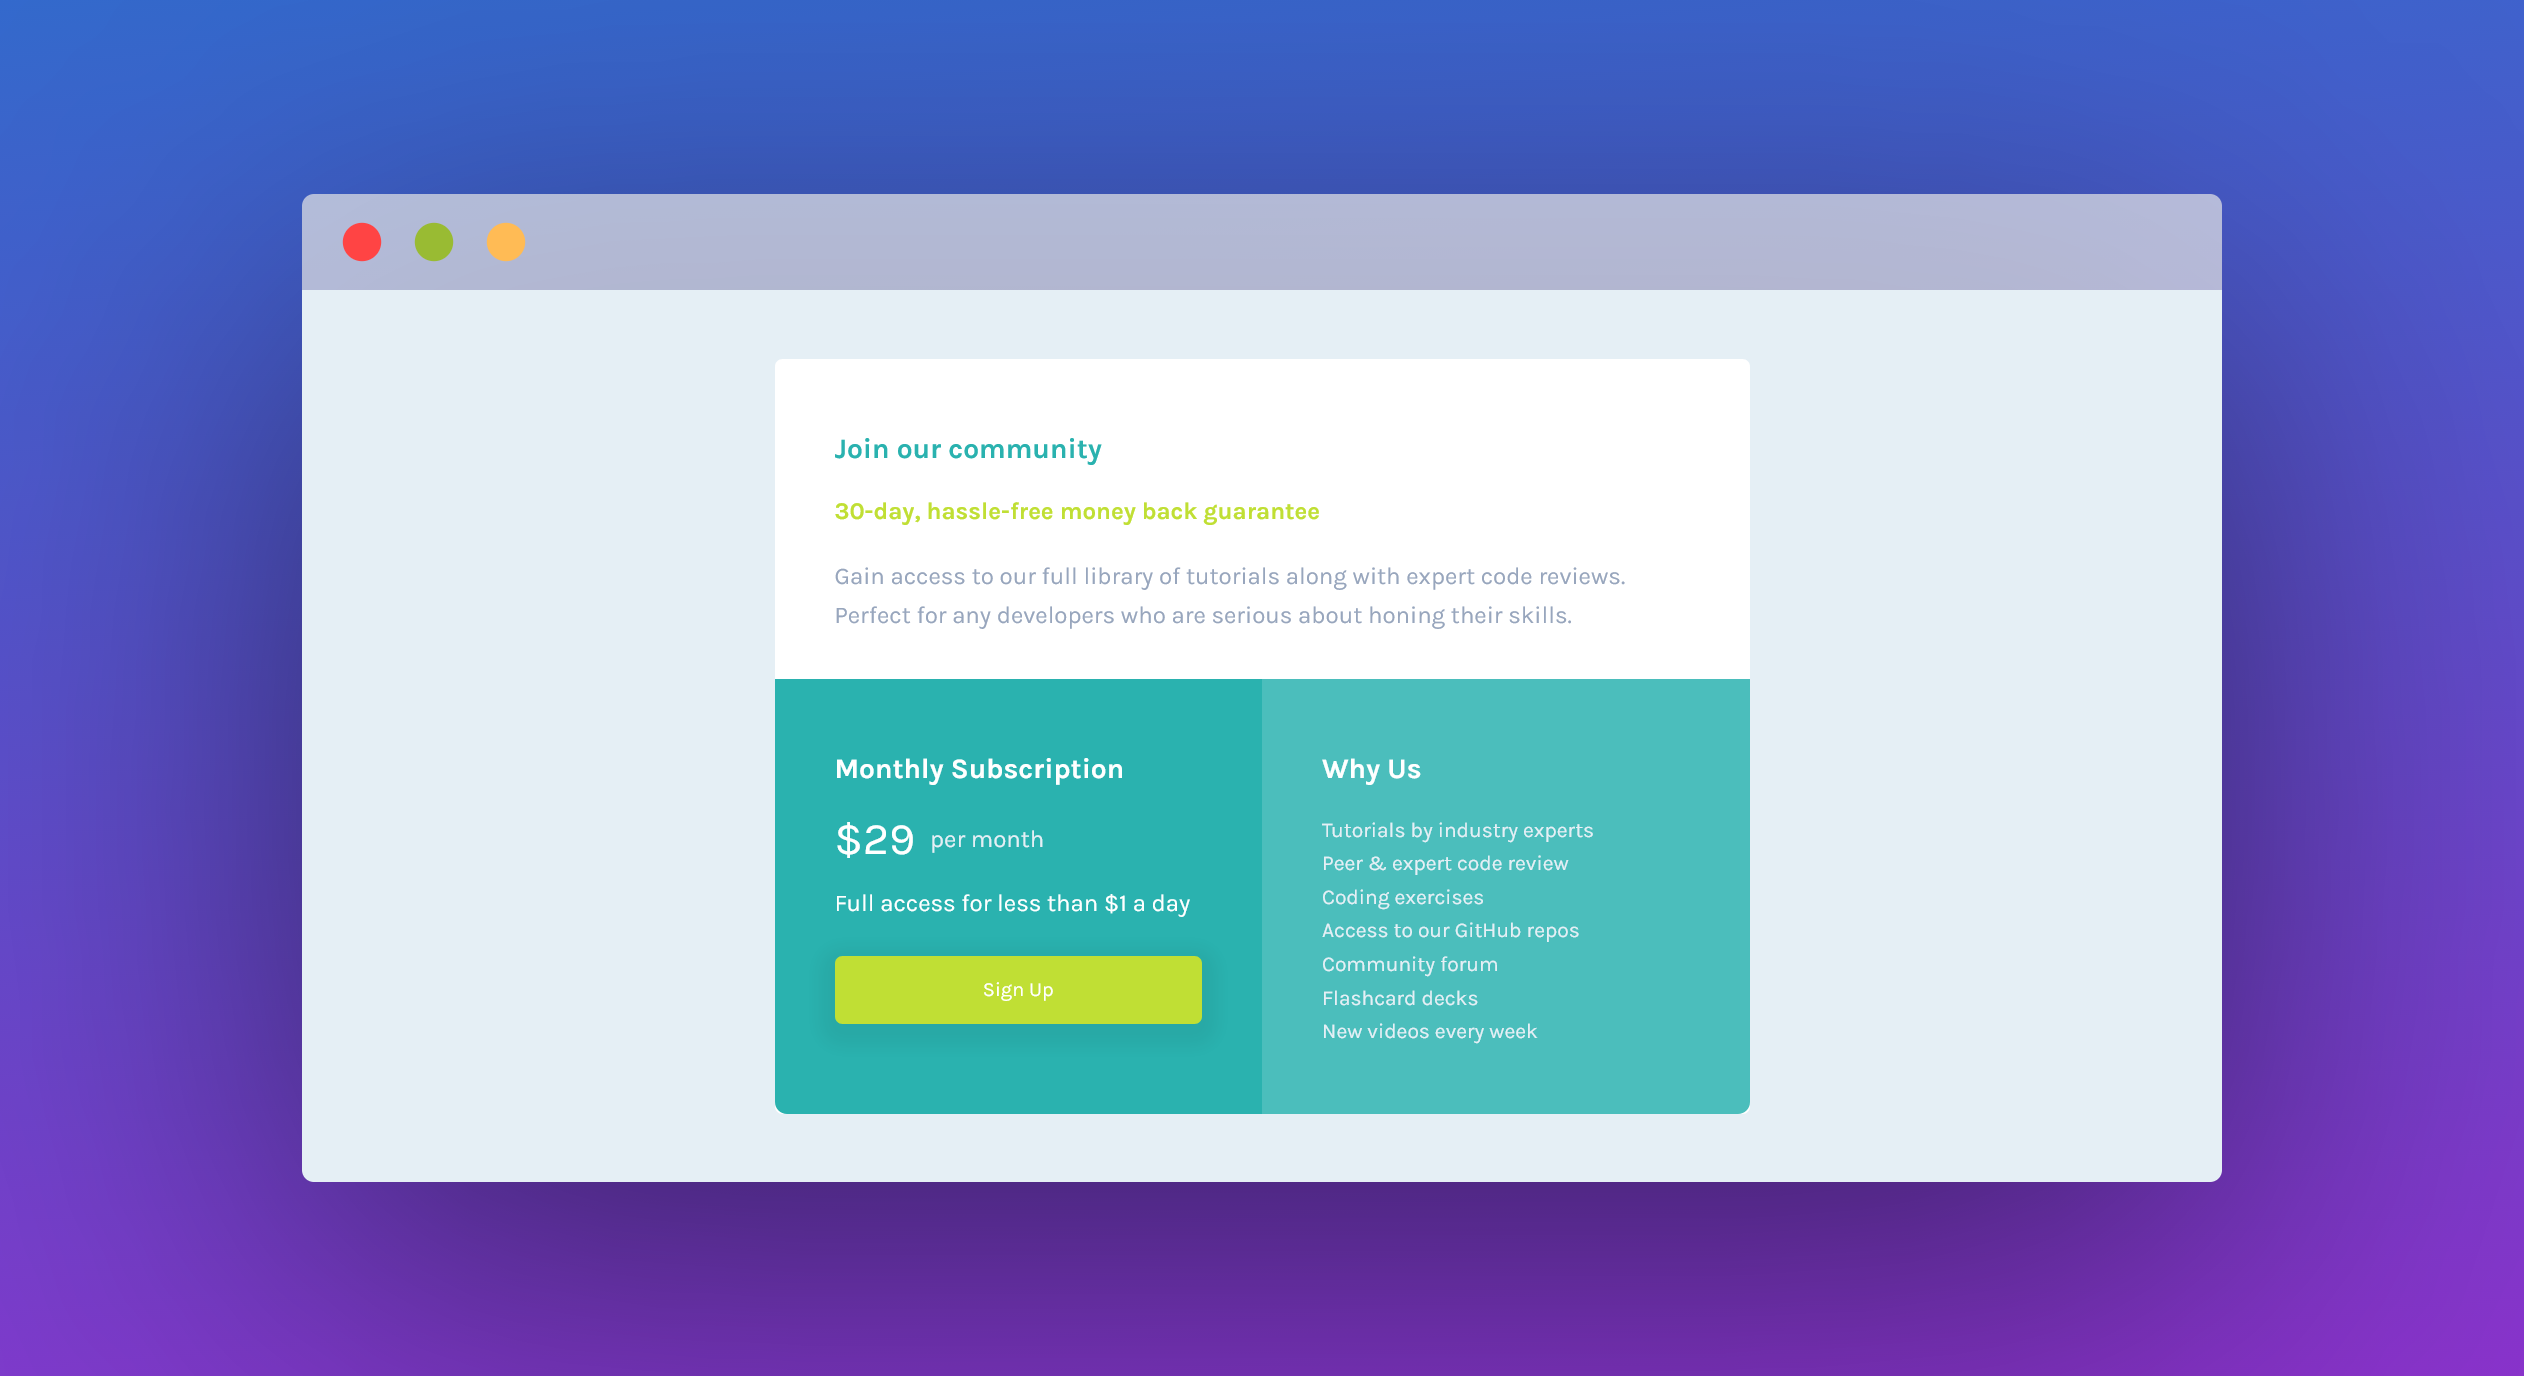 Join our community
30-day, hassle-free money back guarantee
Gain access to our full library of tutorials along with expert code reviews.
Perfect for any developers who are serious about honing their skills.
Monthly Subscription
$29 per month
Full access for less than $1 a day
Sign Up
Why Us
Tutorials by industry experts
Peer & expert code review
Coding exercises
Access to our GitHub repos
Community forum
Flashcard decks
New videos every week